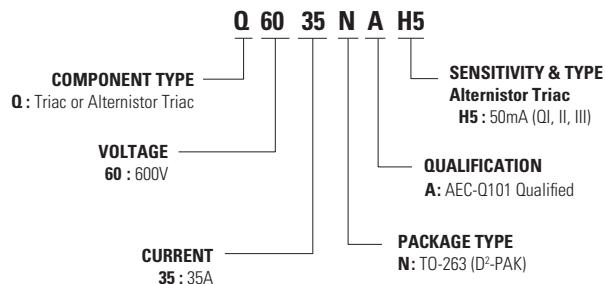 Q 60 35 N A H5
COMPONENT TYPE
Q : Triac or Alternistor Triac
VOLTAGE
60 : 600V
CURRENT
35 : 35A
SENSITIVITY & TYPE
Alternistor Triac
H5 : 50mA (QI, II, III)
QUALIFICATION
A: AEC-Q101 Qualified
PACKAGE TYPE
N: TO-263 (D²-PAK)